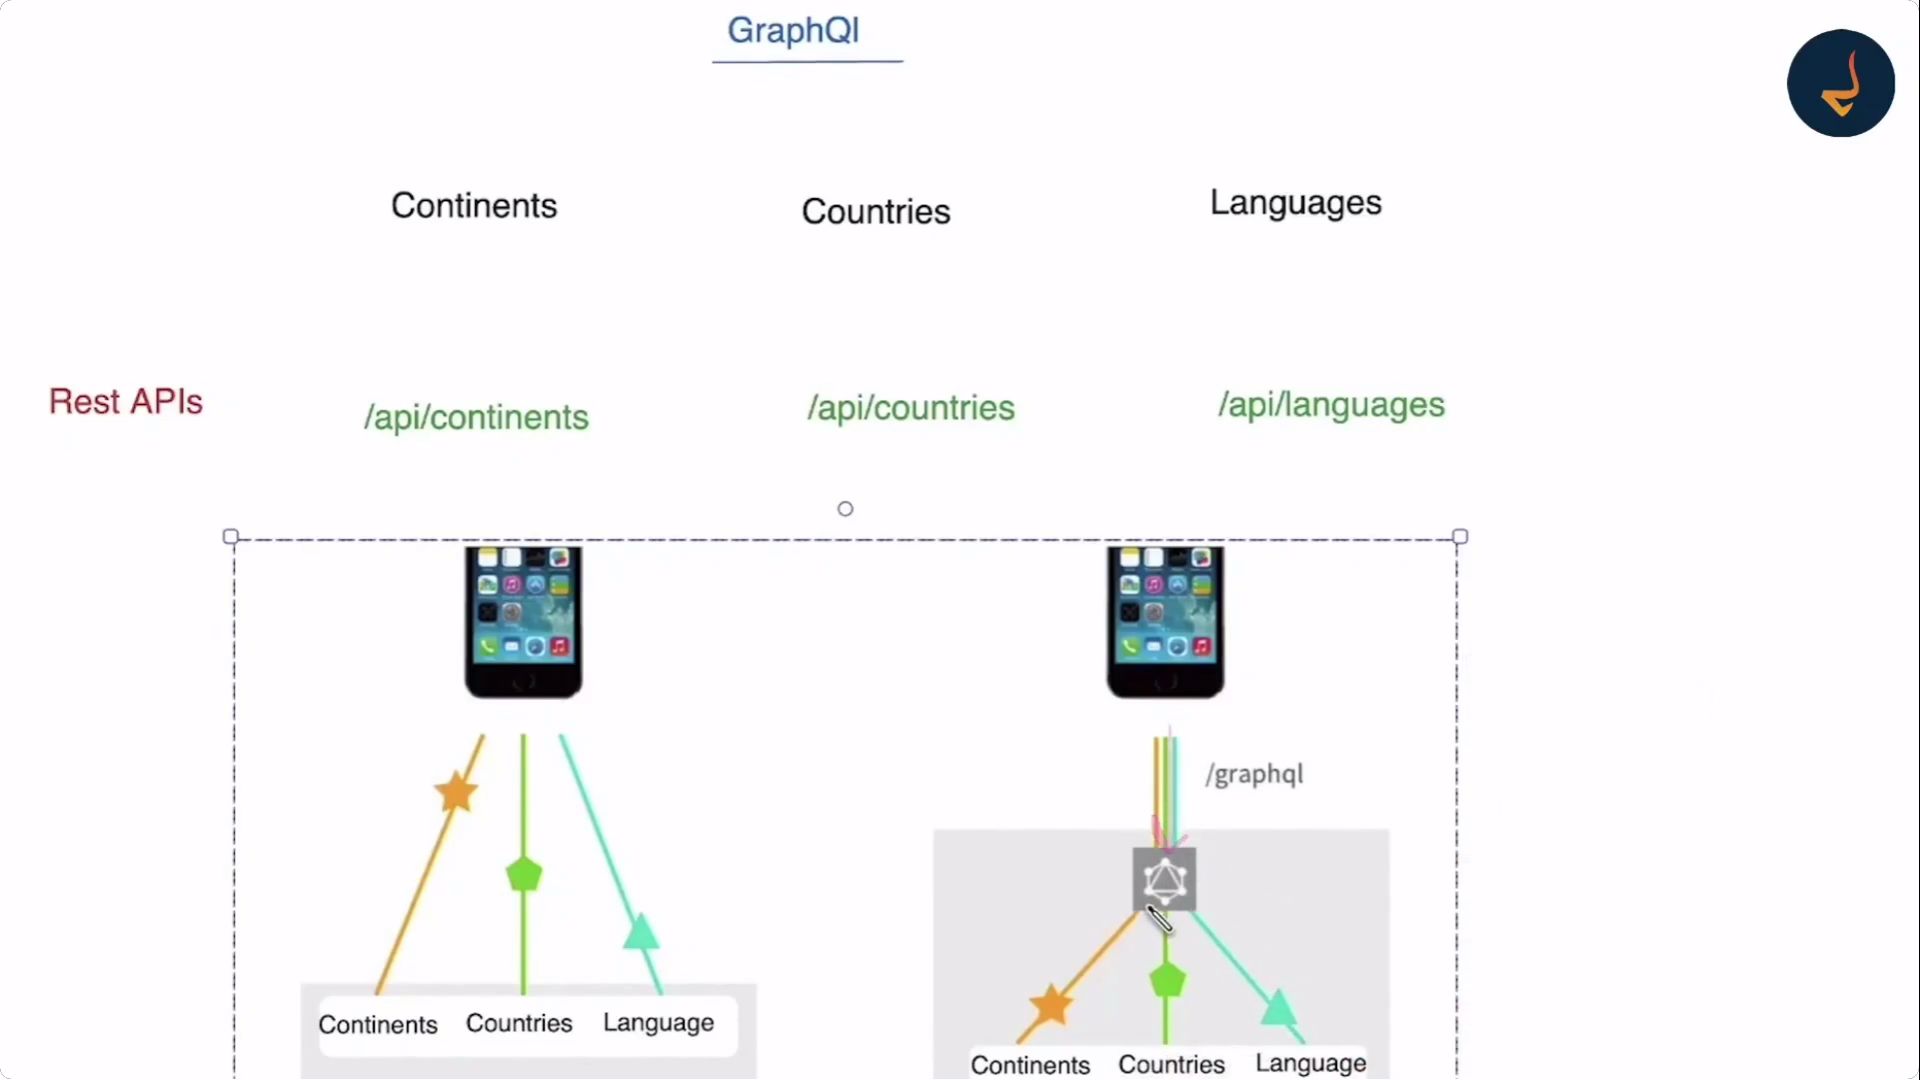 GraphQl
Continents
Countries
Languages
Rest APIs
/api/continents
/api/countries
/api/languages
/graphql
Continents
Countries
Language
Continents
Countries
Language